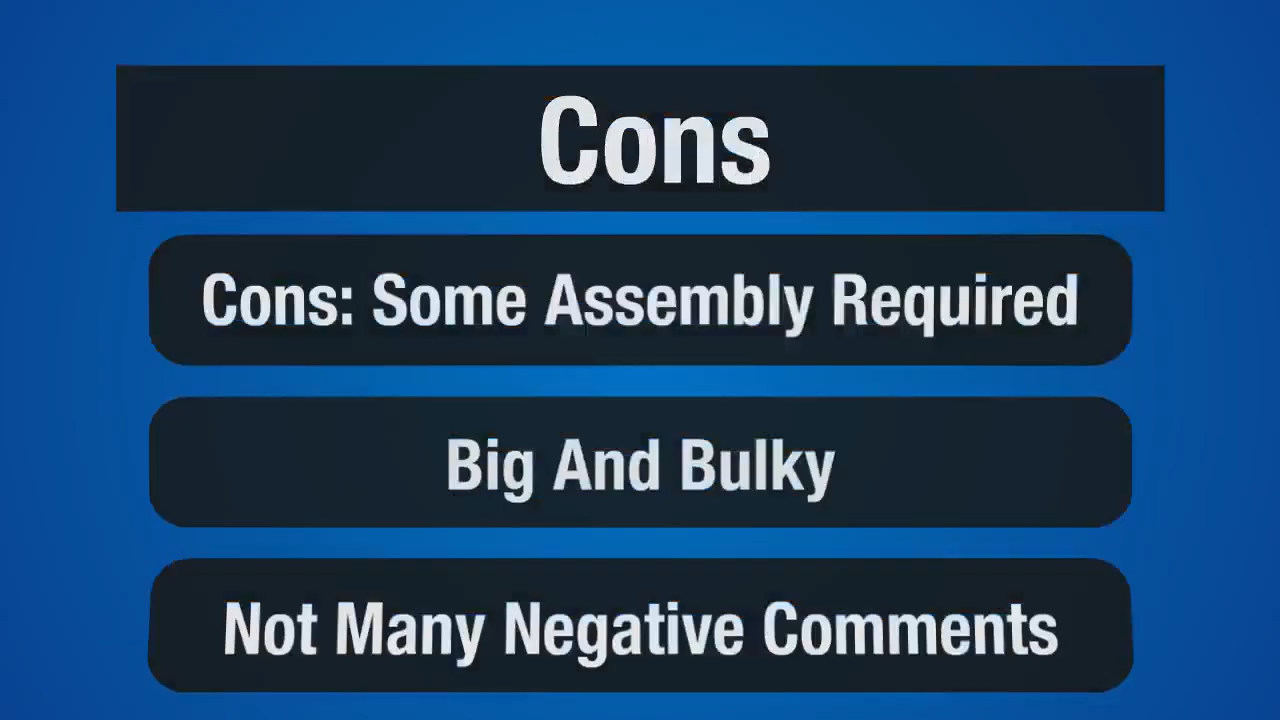 Cons
Cons: Some Assembly Required
Big And Bulky
Not Many Negative Comments